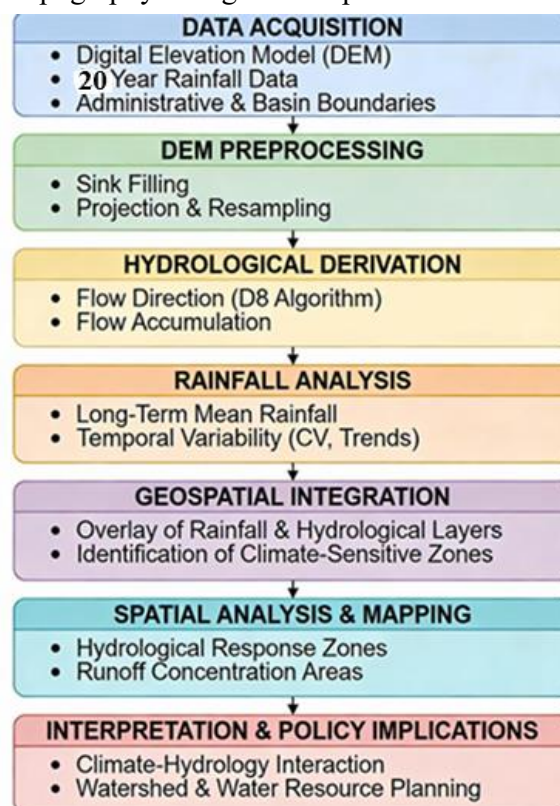 DATA ACQUISITION
• Digital Elevation Model (DEM)
• 20 Year Rainfall Data
• Administrative & Basin Boundaries
DEM PREPROCESSING
• Sink Filling
• Projection & Resampling
HYDROLOGICAL DERIVATION
• Flow Direction (D8 Algorithm)
• Flow Accumulation
RAINFALL ANALYSIS
• Long-Term Mean Rainfall
• Temporal Variability (CV, Trends)
GEOSPATIAL INTEGRATION
• Overlay of Rainfall & Hydrological Layers
• Identification of Climate-Sensitive Zones
SPATIAL ANALYSIS & MAPPING
• Hydrological Response Zones
• Runoff Concentration Areas
INTERPRETATION & POLICY IMPLICATIONS
• Climate-Hydrology Interaction
• Watershed & Water Resource Planning